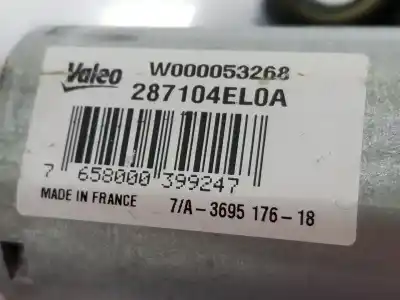 Valeo W000053268
287104EL0A
7 658000 399247
MADE IN FRANCE 7/A-3695 176-18